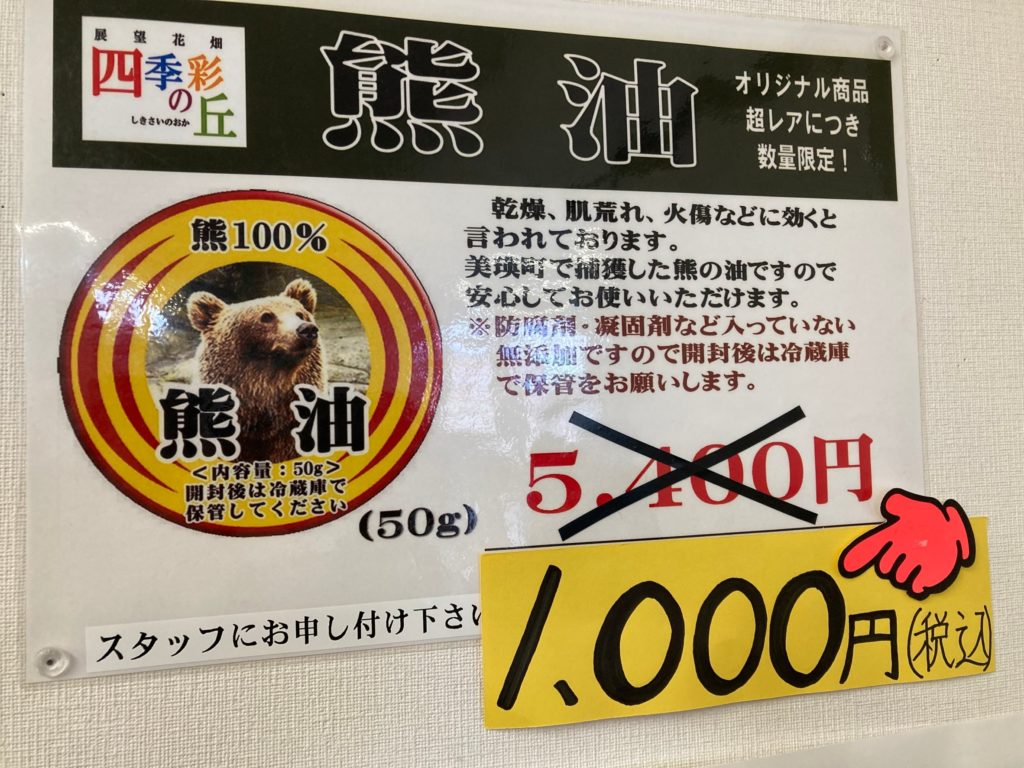 展望花畑
四季彩の丘
しきさいのおか
熊油
オリジナル商品
超レアにつき
数量限定！
熊100%
熊油
＜内容量：50g＞
開封後は冷蔵庫で
保管してください
(50g)
乾燥、肌荒れ、火傷などに効くと
言われております。
美瑛町で捕獲した熊の油ですので
安心してお使いいただけます。
※防腐剤・凝固剤など入っていない
無添加ですので開封後は冷蔵庫
で保管をお願いします。
5,400円
1,000円(税込)
スタッフにお申し付け下さい